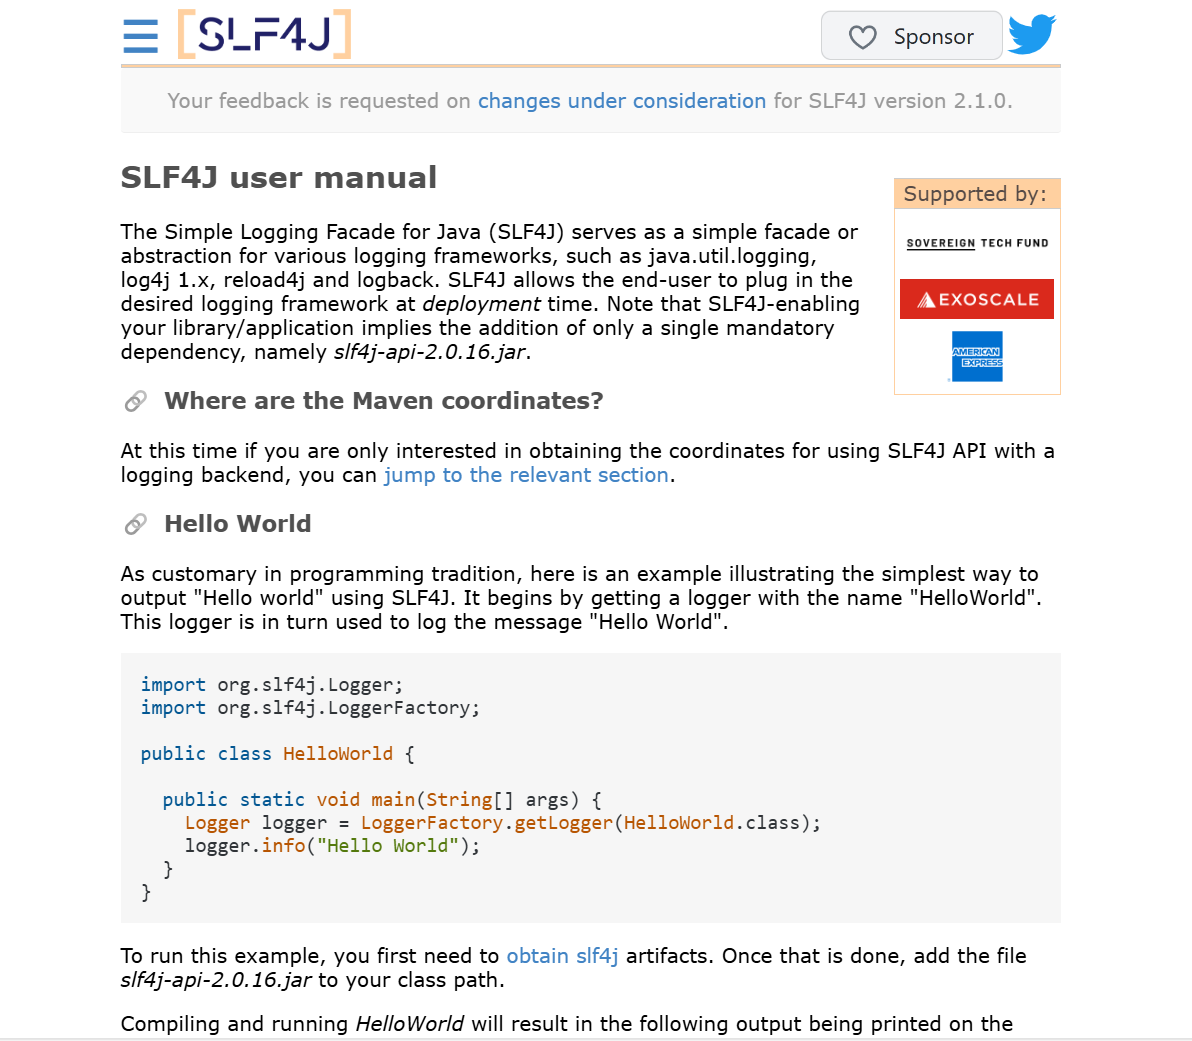 SLF4J
Sponsor
Your feedback is requested on changes under consideration for SLF4J version 2.1.0.
SLF4J user manual
Supported by:
SOVEREIGN TECH FUND
EXOSCALE
AMERICAN
EXPRESS
The Simple Logging Facade for Java (SLF4J) serves as a simple facade or
abstraction for various logging frameworks, such as java.util.logging,
log4j 1.x, reload4j and logback. SLF4J allows the end-user to plug in the
desired logging framework at deployment time. Note that SLF4J-enabling
your library/application implies the addition of only a single mandatory
dependency, namely slf4j-api-2.0.16.jar.
Where are the Maven coordinates?
At this time if you are only interested in obtaining the coordinates for using SLF4J API with a
logging backend, you can jump to the relevant section.
Hello World
As customary in programming tradition, here is an example illustrating the simplest way to
output "Hello world" using SLF4J. It begins by getting a logger with the name "HelloWorld".
This logger is in turn used to log the message "Hello World".
import org.slf4j.Logger;
import org.slf4j.LoggerFactory;
public class HelloWorld {
  public static void main(String[] args) {
    Logger logger = LoggerFactory.getLogger(HelloWorld.class);
    logger.info("Hello World");
  }
}
To run this example, you first need to obtain slf4j artifacts. Once that is done, add the file
slf4j-api-2.0.16.jar to your class path.
Compiling and running HelloWorld will result in the following output being printed on the